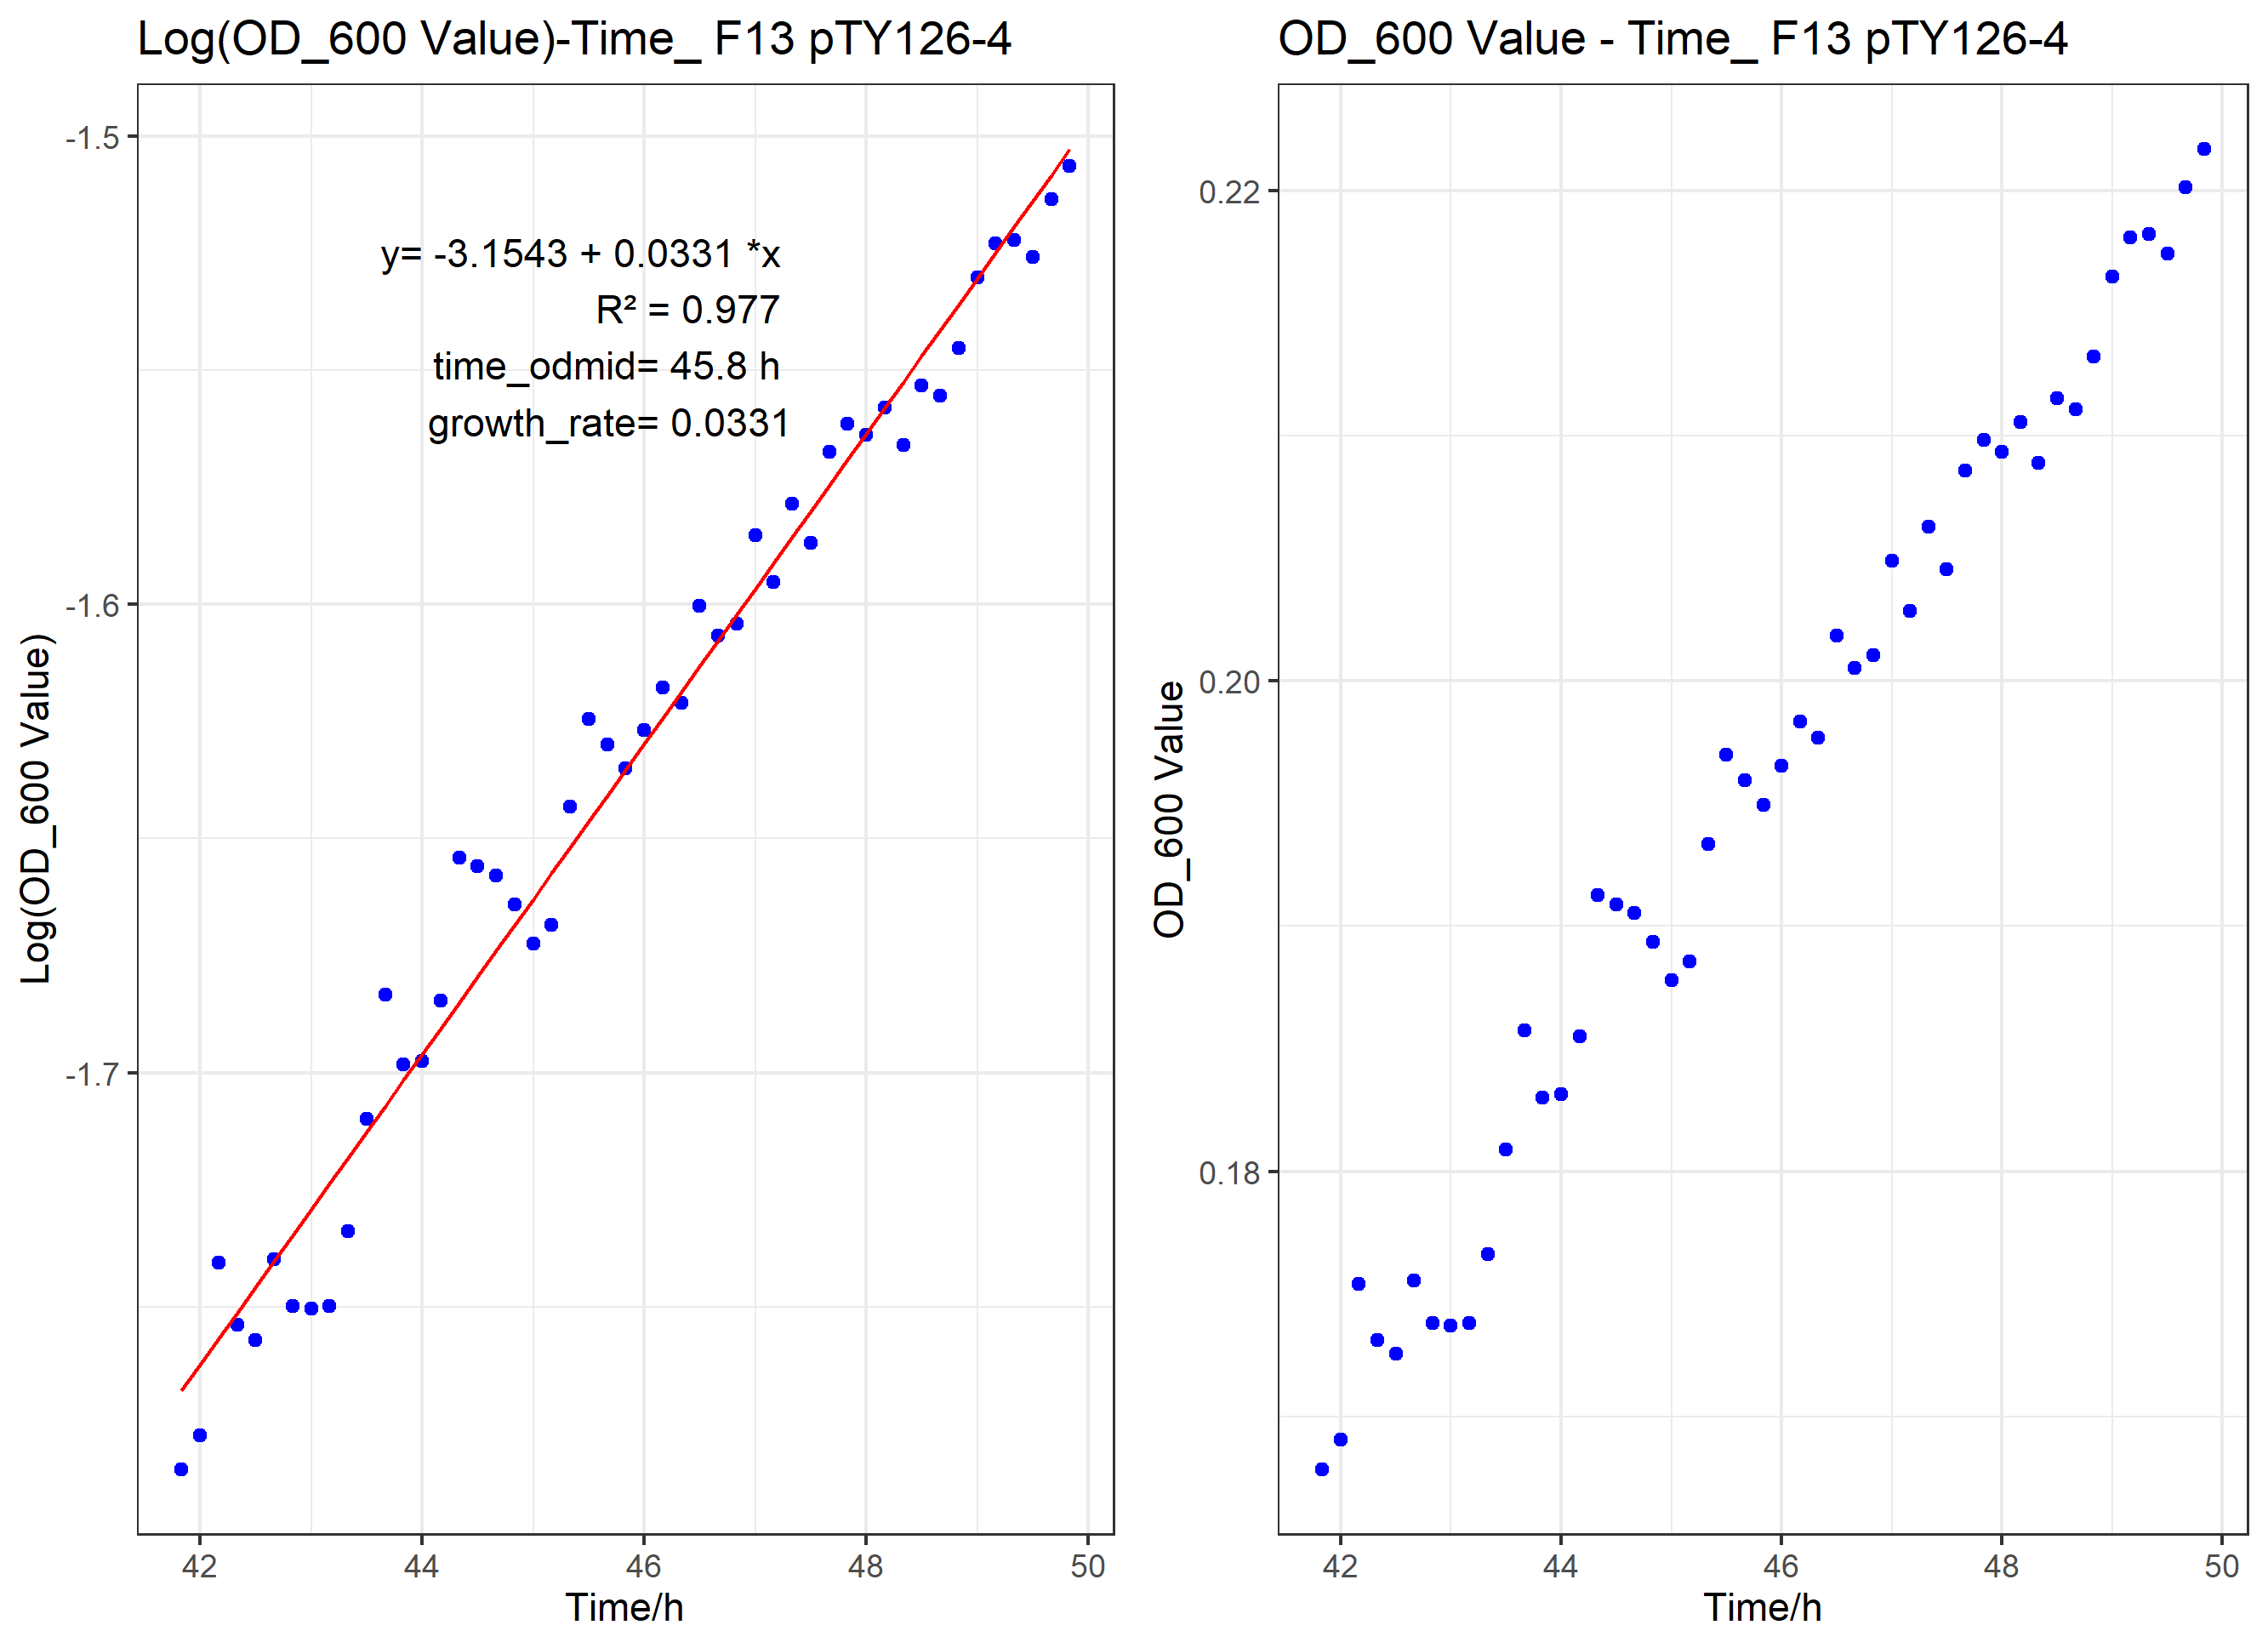 Log(OD_600 Value)-Time_ F13 pTY126-4
-1.5
-1.6
-1.7
y= -3.1543 + 0.0331 *x
R² = 0.977
time_odmid= 45.8 h
growth_rate= 0.0331
Log(OD_600 Value)
42 44 46 48 50
Time/h
OD_600 Value - Time_ F13 pTY126-4
0.22
0.20
0.18
OD_600 Value
42 44 46 48 50
Time/h